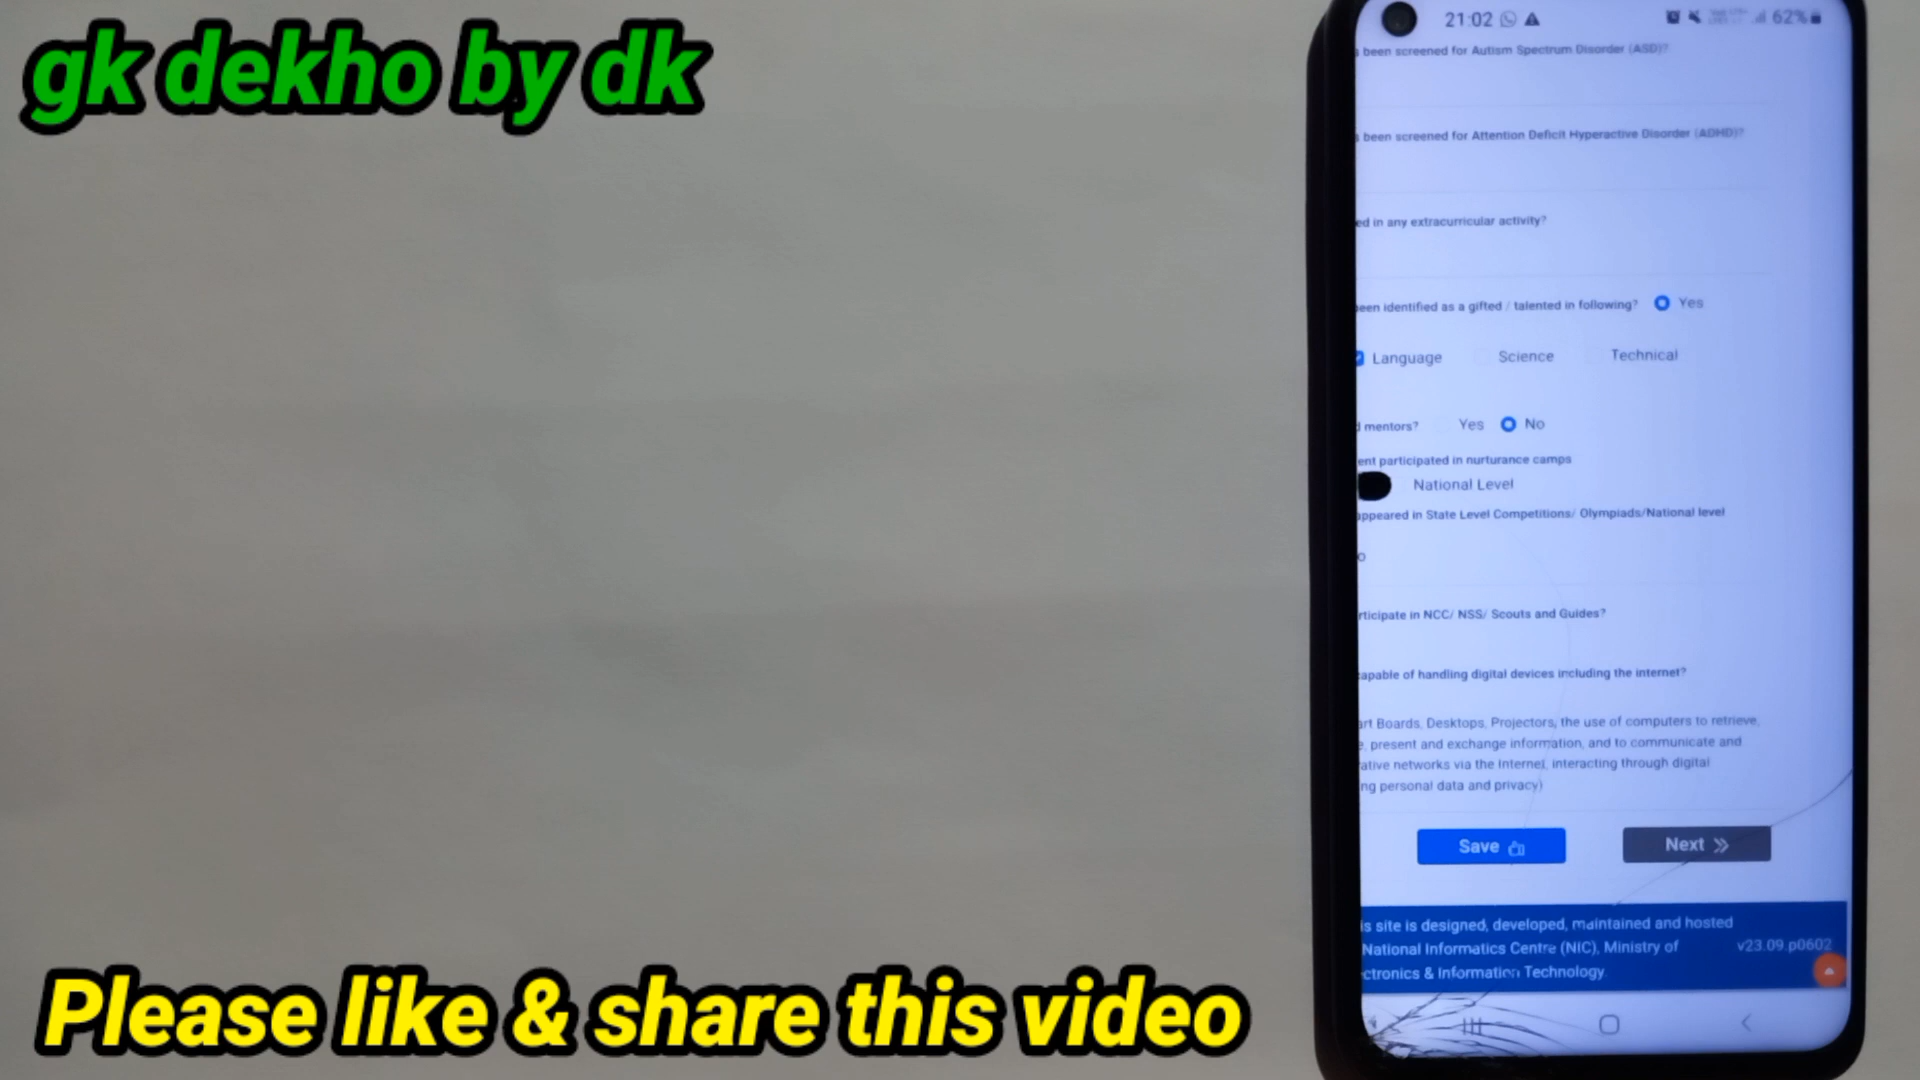 gk dekho by dk
21:02
62%
been screened for Autism Spectrum Disorder (ASD)?
been screened for Attention Deficit Hyperactive Disorder (ADHD)?
ed in any extracurricular activity?
een identified as a gifted / talented in following? Yes
Language Science Technical
mentors? Yes No
ent participated in nurturance camps
National Level
appeared in State Level Competitions/ Olympiads/National level
o
rticipate in NCC/ NSS/ Scouts and Guides?
capable of handling digital devices including the internet?
art Boards, Desktops, Projectors, the use of computers to retrieve,
e, present and exchange information, and to communicate and
ative networks via the Internet, interacting through digital
ng personal data and privacy)
Save Next
is site is designed, developed, maintained and hosted
National Informatics Centre (NIC), Ministry of v23.09.p0602
ctronics & Information Technology.
Please like & share this video